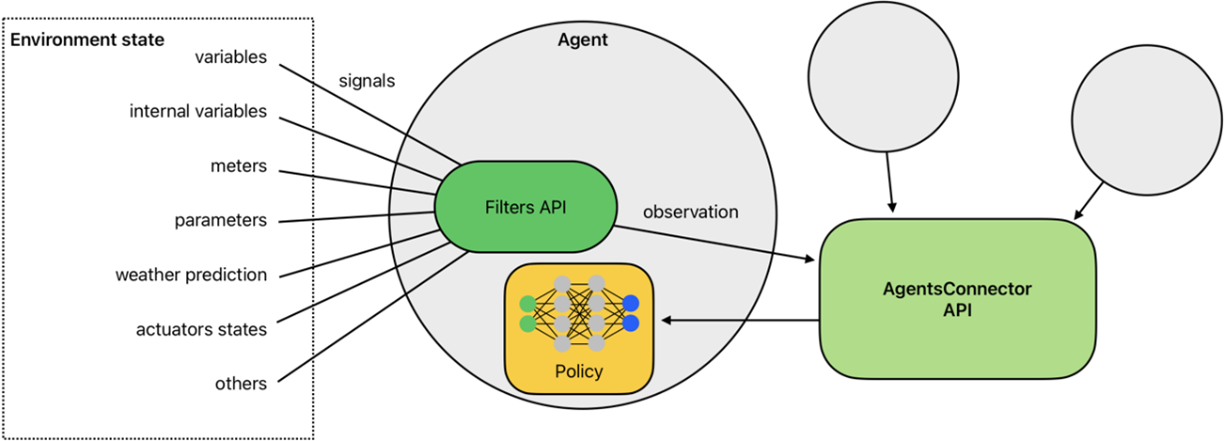 Environment state
variables
internal variables
meters
parameters
weather prediction
actuators states
others
signals
Agent
Filters API
observation
Policy
AgentsConnector
API